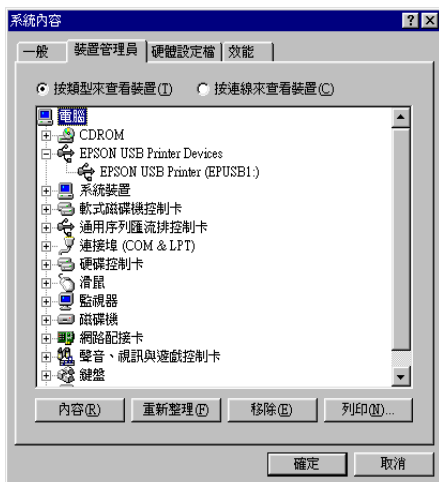 系統內容
一般 裝置管理員 硬體設定檔 效能
按類型來查看裝置(T) 按連線來查看裝置(C)
電腦
CDROM
EPSON USB Printer Devices
EPSON USB Printer (EPUSB1:)
系統裝置
軟式磁碟機控制卡
通用序列匯流排控制卡
連接埠 (COM & LPT)
硬碟控制卡
滑鼠
監視器
磁碟機
網路配接卡
聲音、視訊與遊戲控制卡
鍵盤
內容(R) 重新整理(F) 移除(E) 列印(N)...
確定 取消